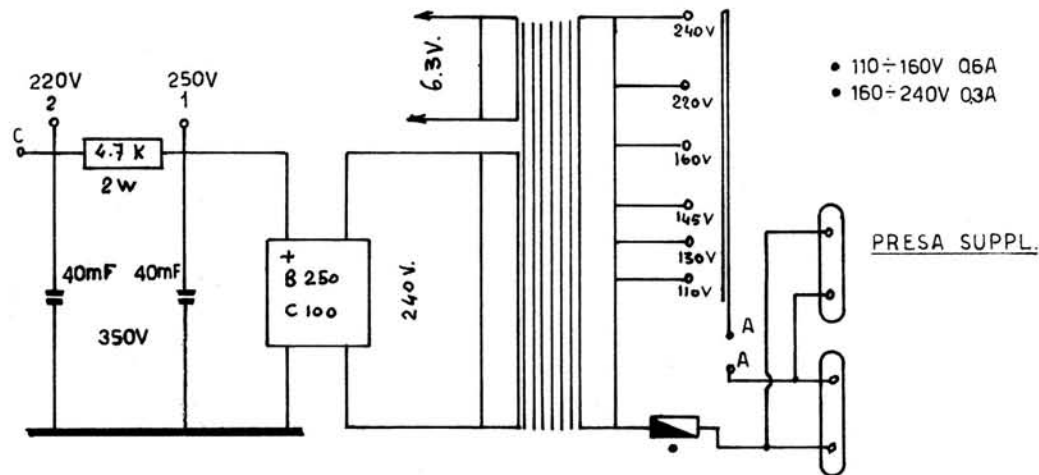 220V
2
250V
1
C
4.7 K
2 W
40mF
40mF
350V
+
B 250
C 100
6.3V.
240V.
240V
220V
160V
145V
130V
110V
A
A
• 110÷160V 0,6A
• 160÷240V 0,3A
PRESA SUPPL.
•